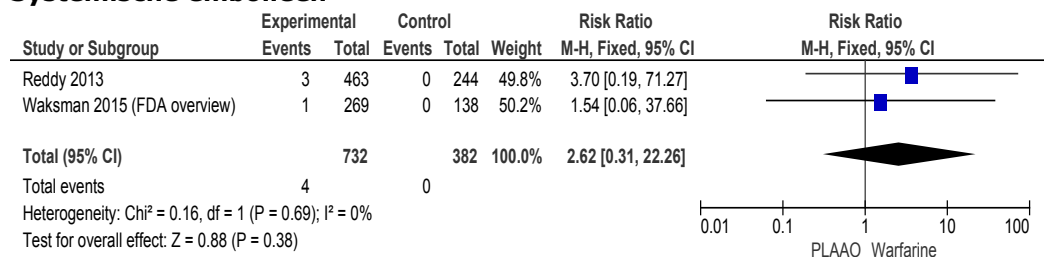 Experimental Control Risk Ratio Risk Ratio
Study or Subgroup Events Total Events Total Weight M-H, Fixed, 95% CI M-H, Fixed, 95% CI
Reddy 2013 3 463 0 244 49.8% 3.70 [0.19, 71.27]
Waksman 2015 (FDA overview) 1 269 0 138 50.2% 1.54 [0.06, 37.66]
Total (95% CI) 732 382 100.0% 2.62 [0.31, 22.26]
Total events 4 0
Heterogeneity: Chi² = 0.16, df = 1 (P = 0.69); I² = 0%
Test for overall effect: Z = 0.88 (P = 0.38)
0.01 0.1 1 10 100
PLAAO Warfarine